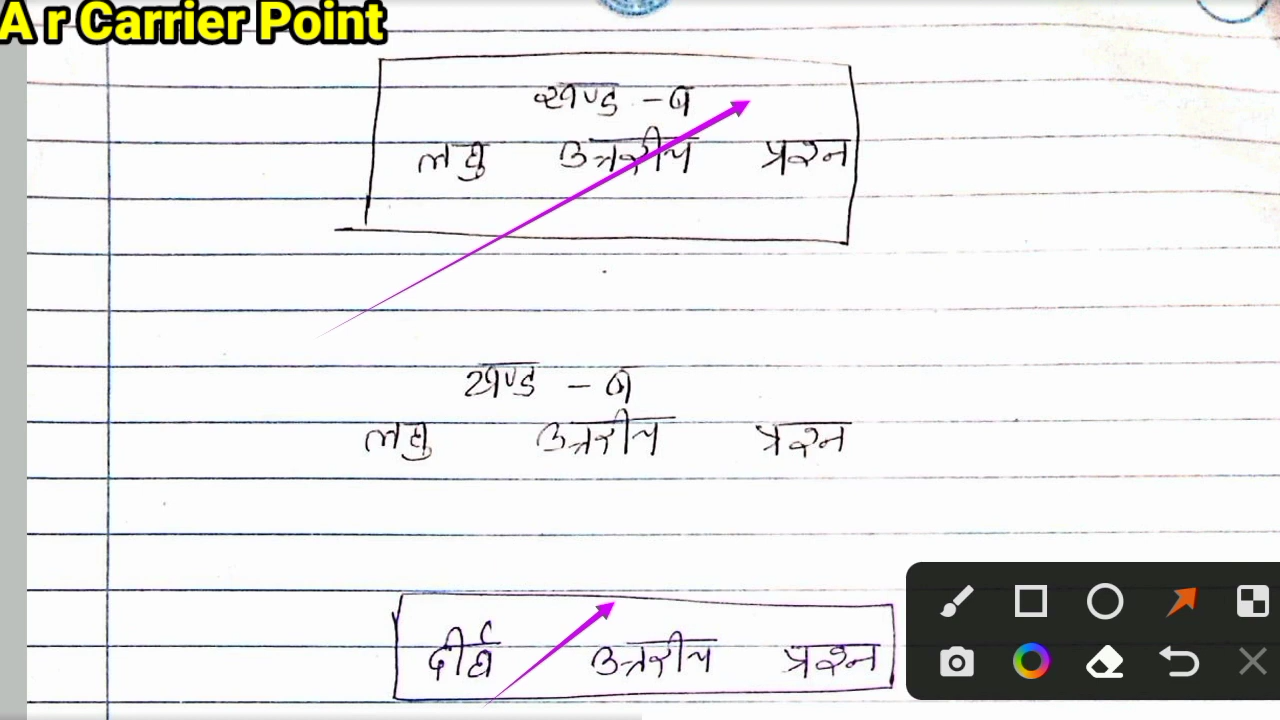 A r Carrier Point
खण्ड - ब
लघु उत्तरीय प्रश्न
खण्ड - ब
लघु उत्तरीय प्रश्न
दीर्घ उत्तरीय प्रश्न